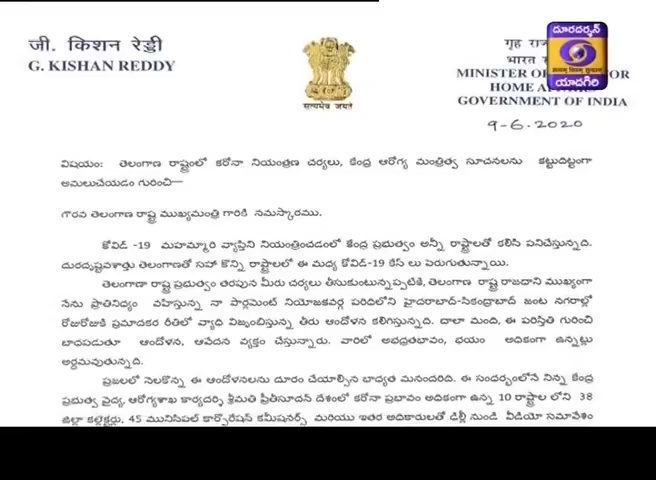 जी. किशन रेड्डी
G. KISHAN REDDY
सत्यमेव जयते
गृह रा
भारत स
MINISTER OF OR
HOME AFFAIRS
GOVERNMENT OF INDIA
దూరదర్శన్
యాదగిరి
9-6.2020
విషయం: తెలంగాణ రాష్ట్రంలో కరోనా నియంత్రణ చర్యలు, కేంద్ర ఆరోగ్య మంత్రిత్వ సూచనలను కట్టుదిట్టంగా
అమలుచేయడం గురించి—
గౌరవ తెలంగాణ రాష్ట్ర ముఖ్యమంత్రి గారికి నమస్కారము.
కోవిడ్ -19 మహమ్మారి వ్యాప్తిని నియంత్రించడంలో కేంద్ర ప్రభుత్వం అన్ని రాష్ట్రాలతో కలిసి పనిచేస్తున్నది.
దురదృష్టవశాత్తు తెలంగాణతో సహా కొన్ని రాష్ట్రాలలో ఈ మధ్య కోవిడ్-19 కేస్ లు పెరుగుతున్నాయి.
తెలంగాణా రాష్ట్ర ప్రభుత్వం తరపున మీరు చర్యలు తీసుకుంటున్నప్పటికి, తెలంగాణ రాష్ట్ర రాజదాని ముఖ్యంగా
నేను ప్రాతినిధ్యం వహిస్తున్న నా పార్లమెంట్ నియోజకవర్గ పరిధిలోని హైదరాబాద్-సికింద్రాబాద్ జంట నగరాల్లో
రోజురోజుకి ప్రమాదకర రీతిలో వ్యాధి విజృంబిస్తున్న తీరు ఆందోళన కలిగిస్తున్నది. దాలా మంది, ఈ పరిస్తితి గురించి
బాధపడుతూ ఆందోళన, ఆవేదన వ్యక్తం చేస్తున్నారు. వారిలో అభద్రతభావం, భయం అధికంగా ఉన్నట్లు
అర్థమవుతున్నది.
ప్రజలలో నెలకొన్న ఈ ఆందోళనలను దూరం చేయాల్సిన బాధ్యత మనందరిది. ఈ సందర్భంలోనే నిన్న కేంద్ర
ప్రభుత్వ వైద్య, ఆరోగ్యశాఖ కార్యదర్శి శ్రీమతి ప్రీతీసూదన్ దేశంలో కరోనా ప్రభావం అధికంగా ఉన్న 10 రాష్ట్రాల లోని 38
జిల్లా కలెక్టర్లు, 45 మునిసిపల్ కార్పొరేషన్ కమీషనర్స్ మరియు ఇతర అధికారులతో ఢిల్లీ నుండి వీడియో సమావేశం